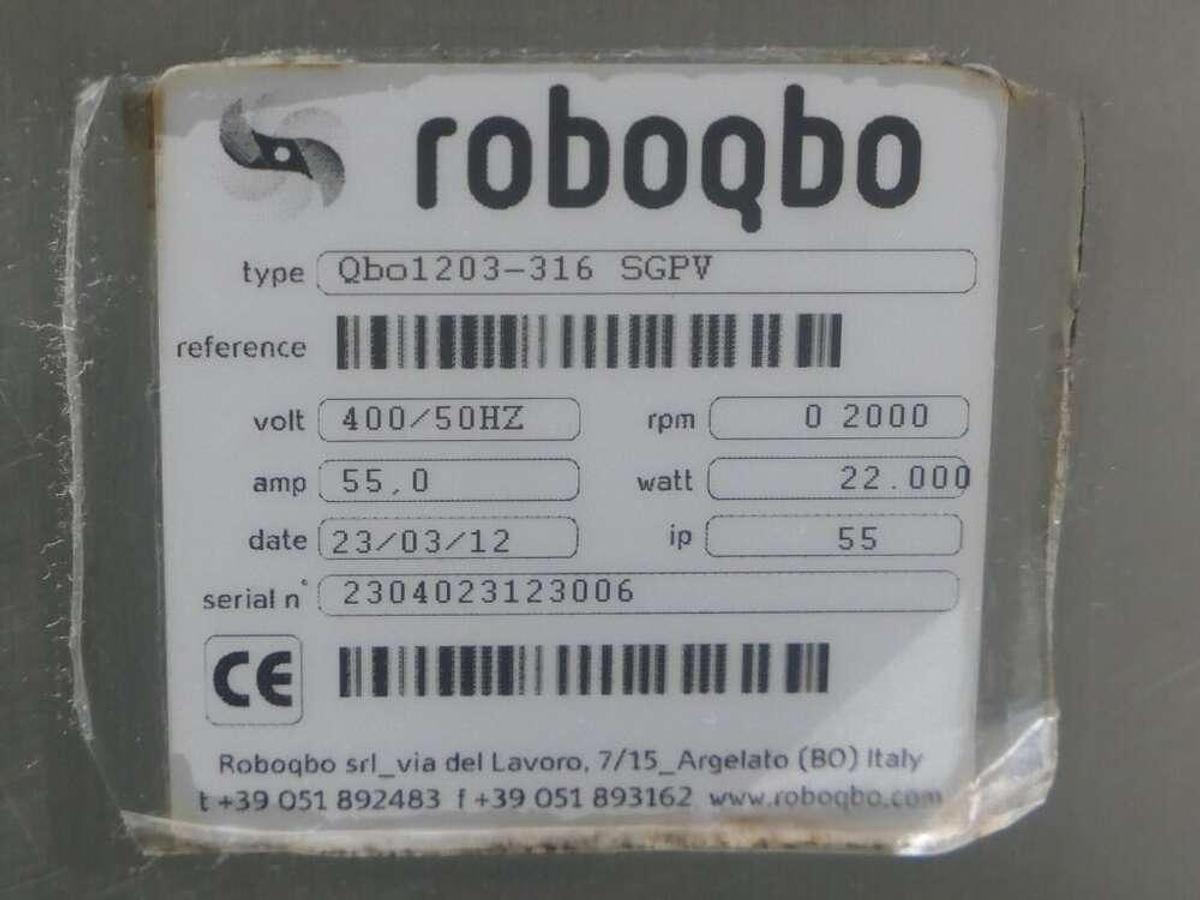 roboqbo
type Qbo1203-316 SGPV
reference
volt 400/50HZ rpm 0 2000
amp 55,0 watt 22.000
date 23/03/12 ip 55
serial n° 2304023123006
CE
Roboqbo srl_via del Lavoro, 7/15_Argelato (BO) Italy
t +39 051 892483 f +39 051 893162 www.roboqbo.com